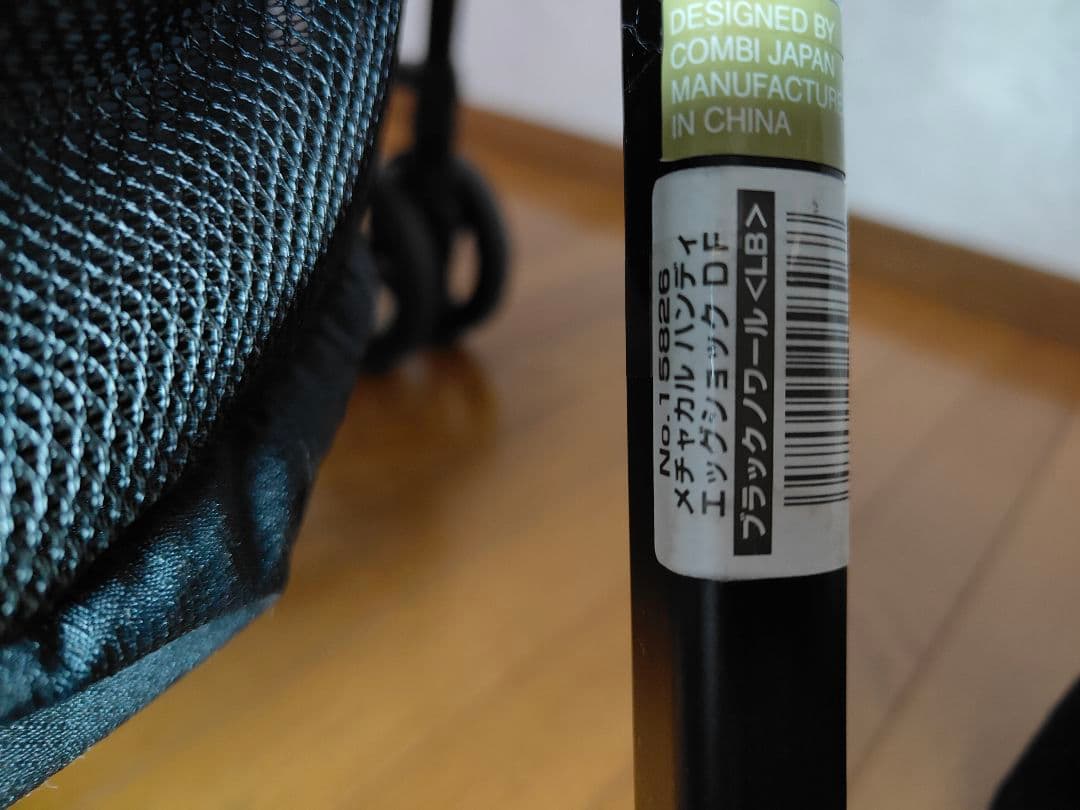 DESIGNED BY
COMBI JAPAN
MANUFACTURE
IN CHINA
No.15826
メチャカル ハンディ
エッグショック DF
ブラックノワール<LB>